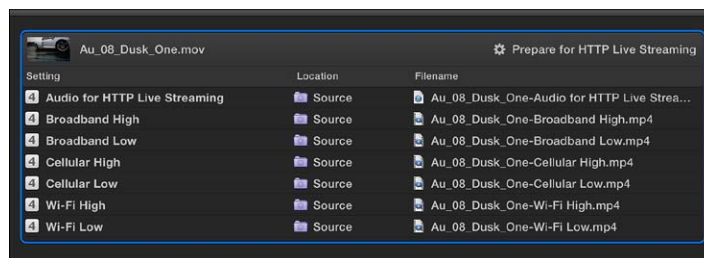 Au_08_Dusk_One.mov Prepare for HTTP Live Streaming
Setting Location Filename
4 Audio for HTTP Live Streaming Source Au_08_Dusk_One-Audio for HTTP Live Strea...
4 Broadband High Source Au_08_Dusk_One-Broadband High.mp4
4 Broadband Low Source Au_08_Dusk_One-Broadband Low.mp4
4 Cellular High Source Au_08_Dusk_One-Cellular High.mp4
4 Cellular Low Source Au_08_Dusk_One-Cellular Low.mp4
4 Wi-Fi High Source Au_08_Dusk_One-Wi-Fi High.mp4
4 Wi-Fi Low Source Au_08_Dusk_One-Wi-Fi Low.mp4